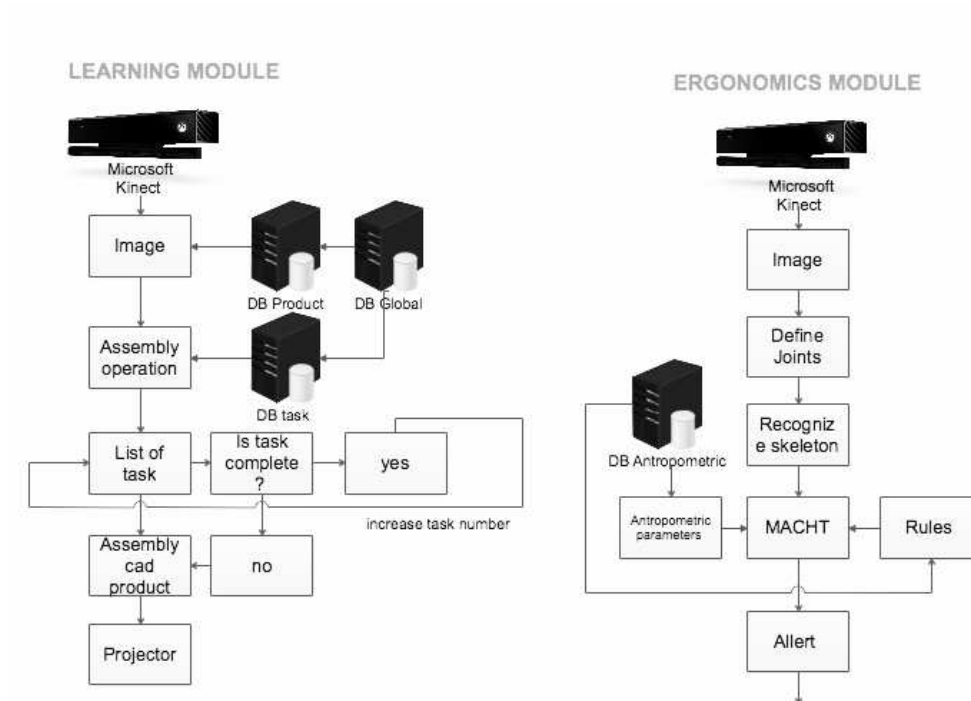 LEARNING MODULE
Microsoft
Kinect
Image
DB Product
DB Global
Assembly
operation
DB task
List of
task
Is task
complete
?
yes
increase task number
Assembly
cad
product
no
Projector
ERGONOMICS MODULE
Microsoft
Kinect
Image
Define
Joints
Recogniz
e skeleton
DB Antropometric
Antropometric
parameters
MACHT
Rules
Allert